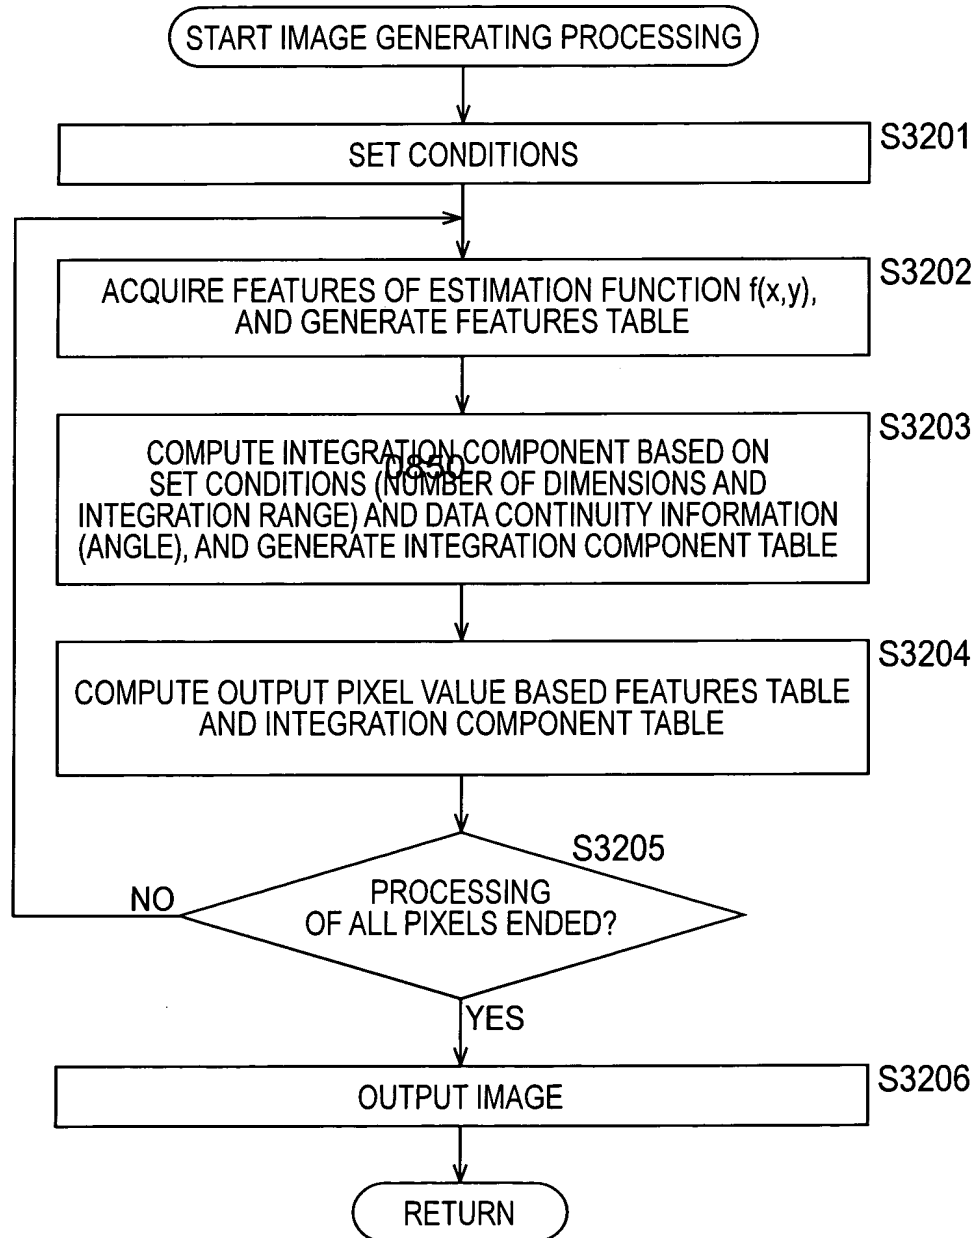 START IMAGE GENERATING PROCESSING
SET CONDITIONS
S3201
ACQUIRE FEATURES OF ESTIMATION FUNCTION f(x,y),
AND GENERATE FEATURES TABLE
S3202
COMPUTE INTEGRATION COMPONENT BASED ON
0850
SET CONDITIONS (NUMBER OF DIMENSIONS AND
INTEGRATION RANGE) AND DATA CONTINUITY INFORMATION
(ANGLE), AND GENERATE INTEGRATION COMPONENT TABLE
S3203
COMPUTE OUTPUT PIXEL VALUE BASED FEATURES TABLE
AND INTEGRATION COMPONENT TABLE
S3204
S3205
PROCESSING
OF ALL PIXELS ENDED?
NO
YES
OUTPUT IMAGE
S3206
RETURN